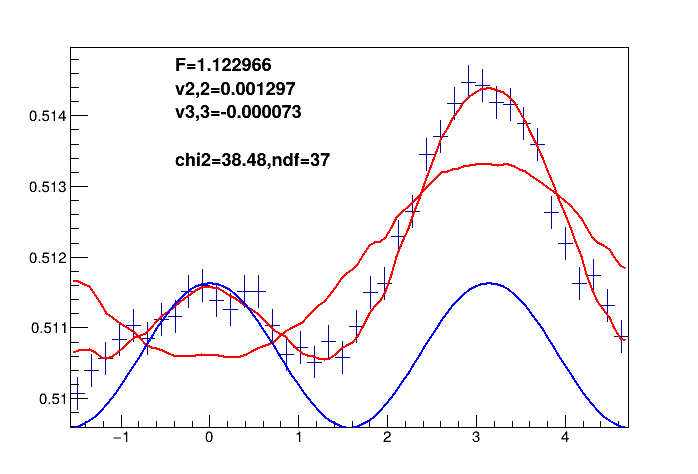 F=1.122966
v2,2=0.001297
v3,3=-0.000073
chi2=38.48,ndf=37
0.514
0.513
0.512
0.511
0.51
−1 0 1 2 3 4